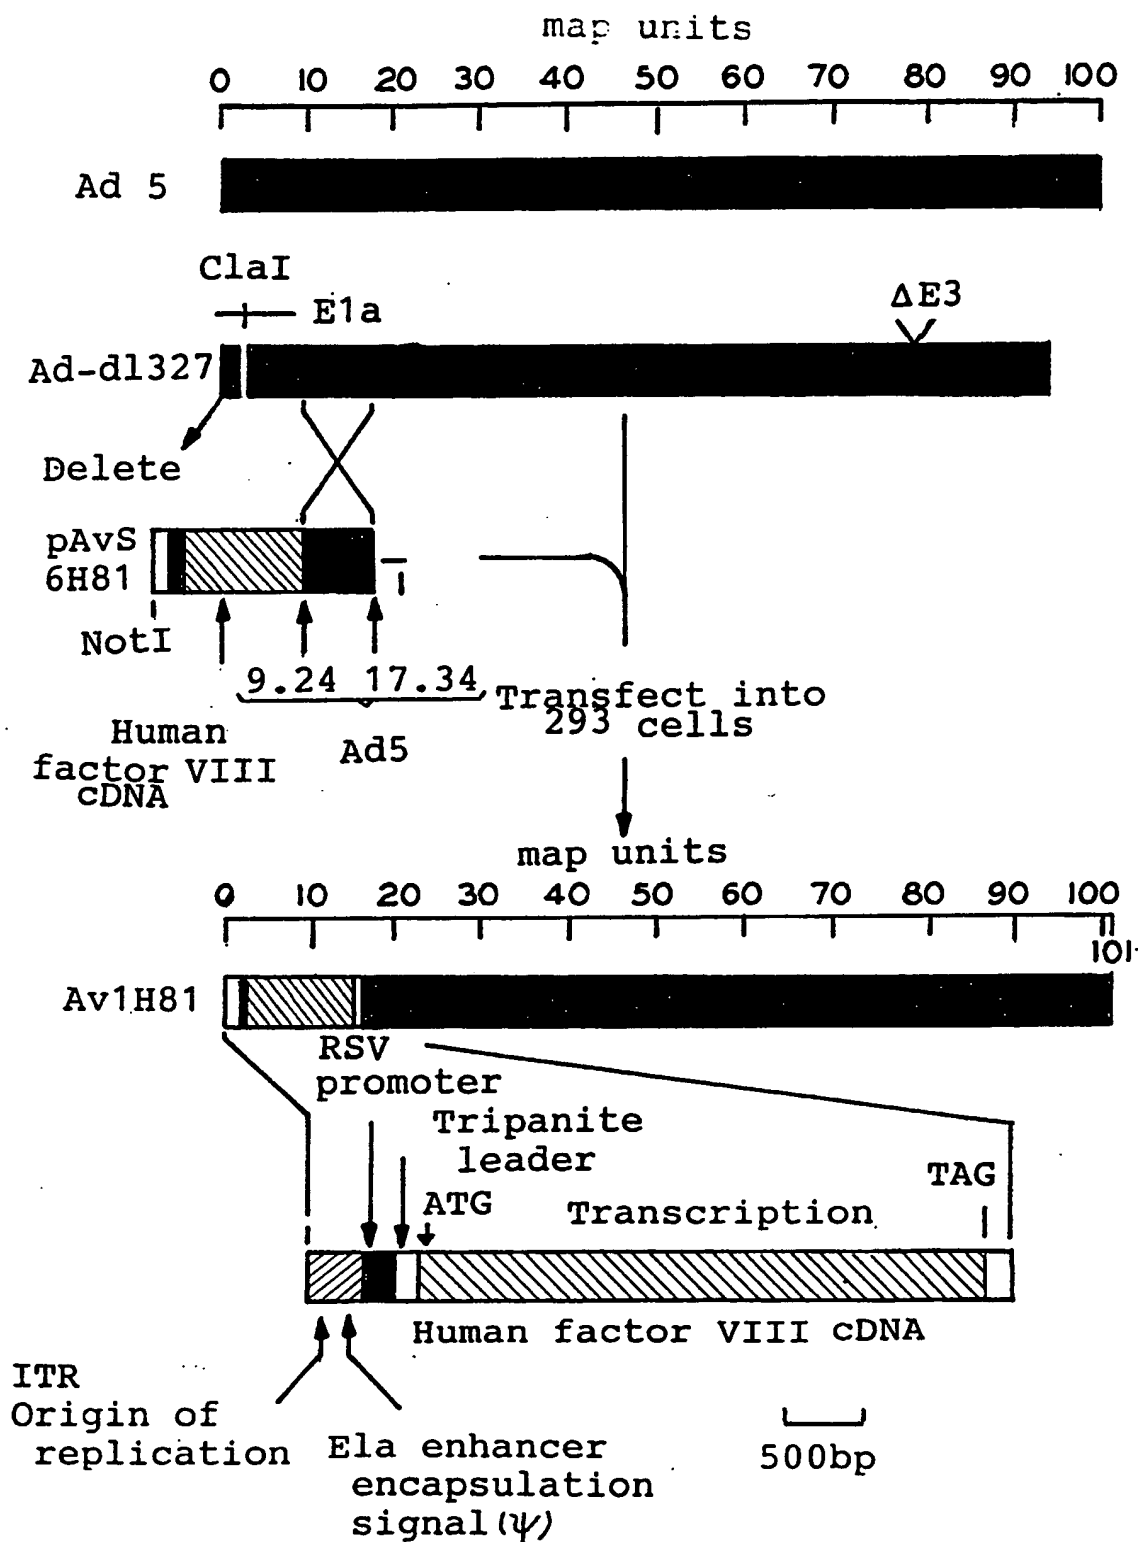 map units
0 10 20 30 40 50 60 70 80 90 100
Ad 5
ClaI
E1a
ΔE3
Ad-dl327
Delete
pAvS
6H81
NotI
9.24 17.34
Human
factor VIII
cDNA
Ad5
Transfect into
293 cells
map units
0 10 20 30 40 50 60 70 80 90 100
101
Av1H81
RSV
promoter
Tripanite
leader
ATG
Transcription
TAG
Human factor VIII cDNA
ITR
Origin of
replication
Ela enhancer
encapsulation
signal(ψ)
500bp